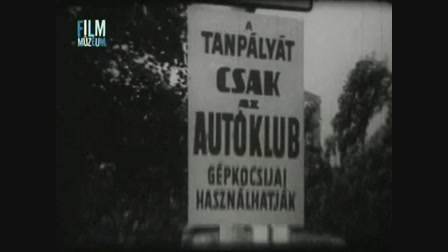 FILM
MÚZEUM
A
TANPÁLYÁT
CSAK
AZ
AUTÓKLUB
GÉPKOCSIJAI
HASZNÁLHATJÁK